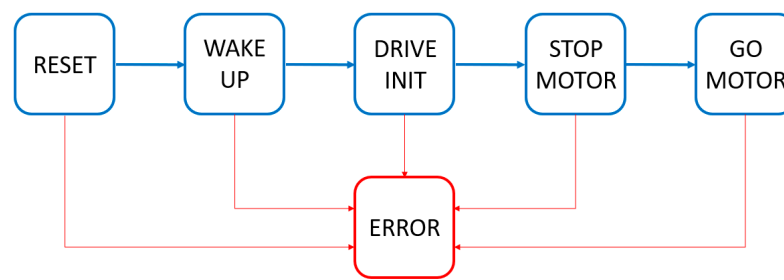 RESET
WAKE
UP
DRIVE
INIT
STOP
MOTOR
GO
MOTOR
ERROR